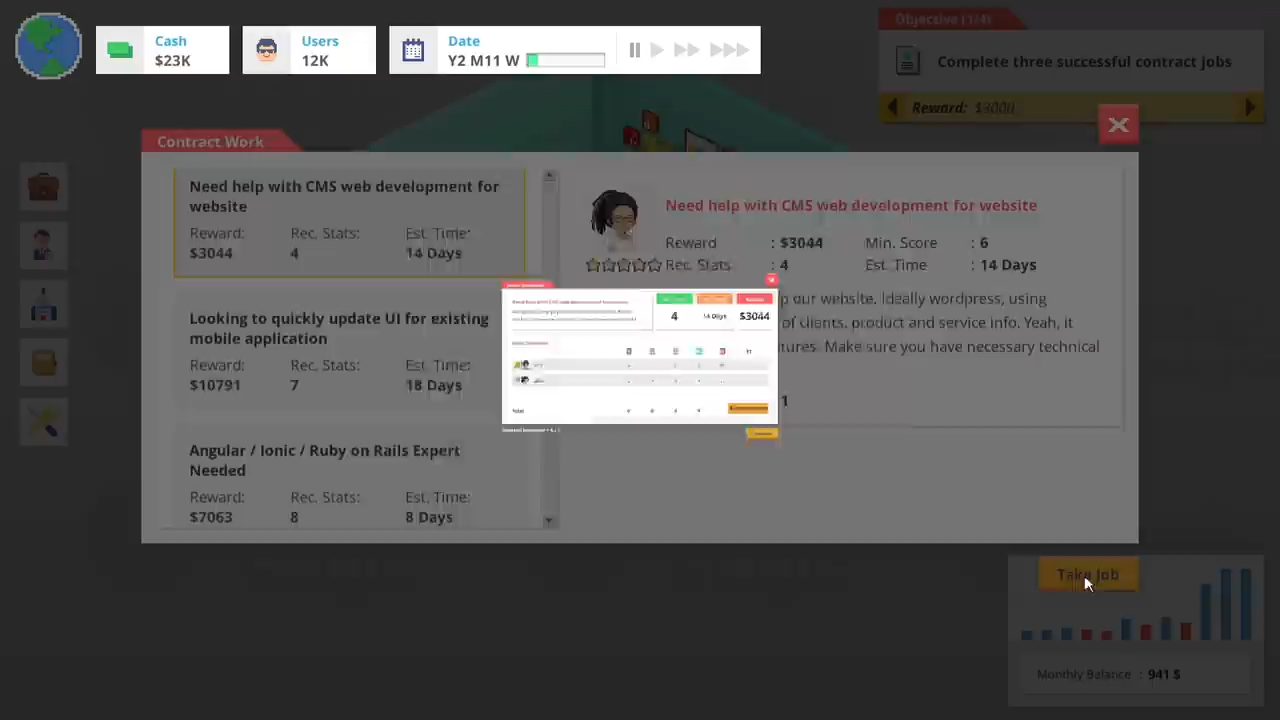 Cash
$23K
Users
12K
Date
Y2 M11 W
Objective (1/4)
Complete three successful contract jobs
Reward: $3000
Contract Work
Need help with CMS web development for
website
Reward: Rec. Stats: Est. Time:
$3044 4 14 Days
Looking to quickly update UI for existing
mobile application
Reward: Rec. Stats: Est. Time:
$10791 7 18 Days
Angular / Ionic / Ruby on Rails Expert
Needed
Reward: Rec. Stats: Est. Time:
$7063 8 8 Days
Need help with CMS web development for website
Reward : $3044 Min. Score : 6
Rec. Stats : 4 Est. Time : 14 Days
our website. Ideally wordpress, using
of clients, product and service info. Yeah, it
Make sure you have necessary technical
1
4 14 Days $3044
Total
Take Job
Monthly Balance : 941 $